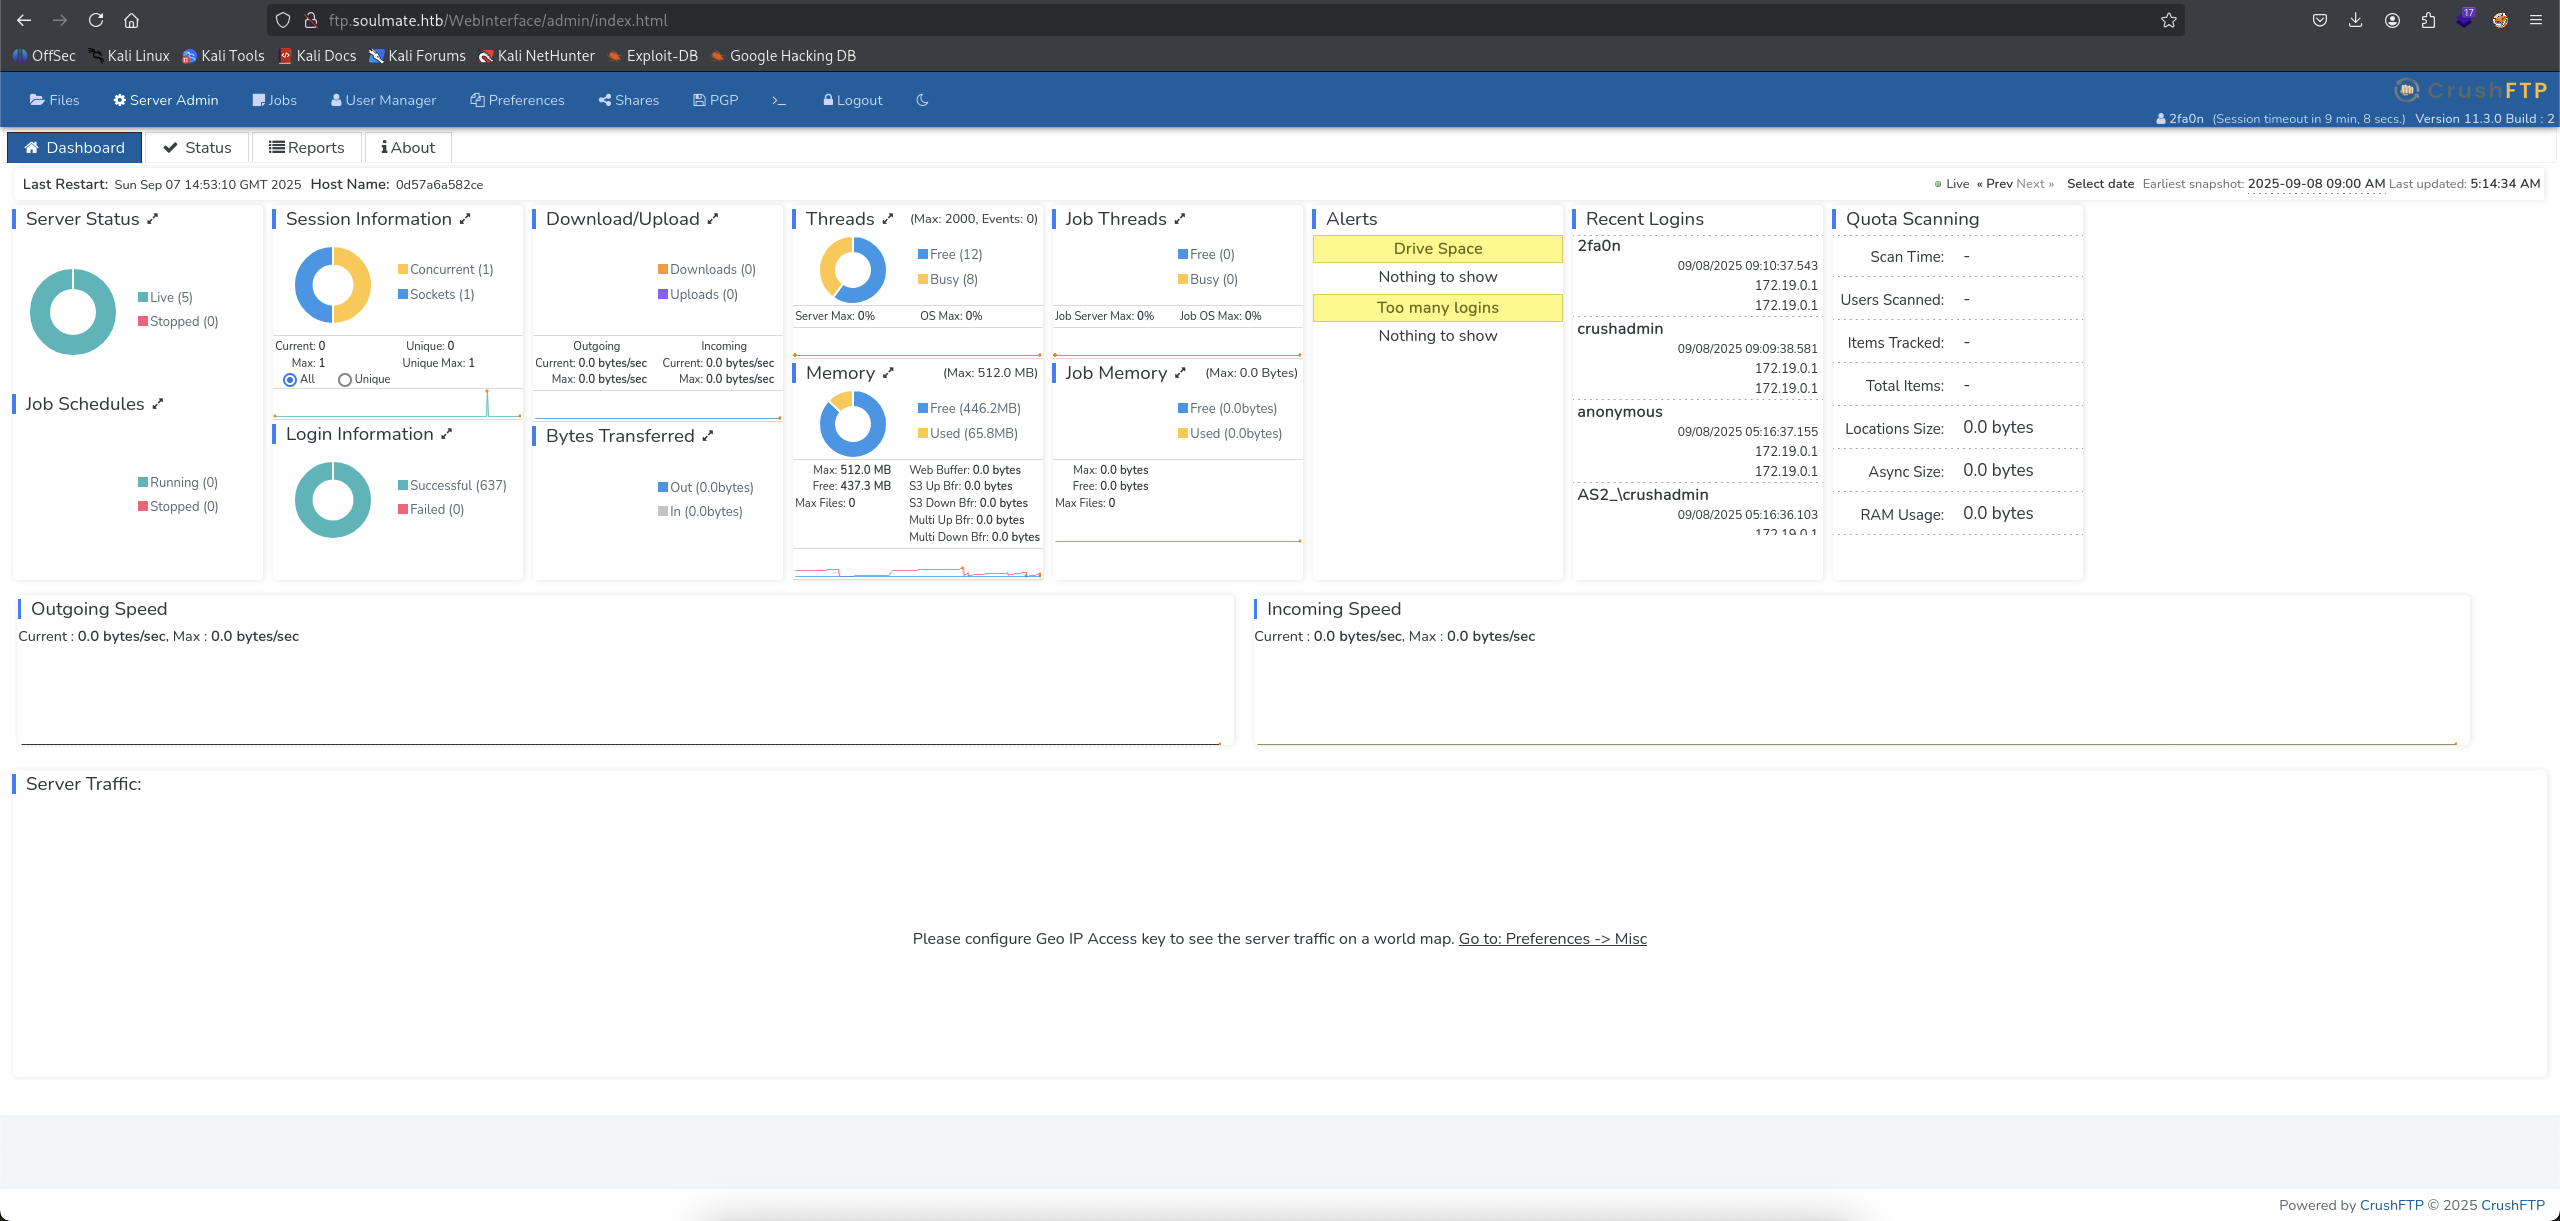 ftp.soulmate.htb/WebInterface/admin/index.html
17
OffSec Kali Linux Kali Tools Kali Docs Kali Forums Kali NetHunter Exploit-DB Google Hacking DB
Files Server Admin Jobs User Manager Preferences Shares PGP >_ Logout
CrushFTP
2fa0n (Session timeout in 9 min, 8 secs.) Version 11.3.0 Build : 2
Dashboard Status Reports About
Last Restart: Sun Sep 07 14:53:10 GMT 2025 Host Name: 0d57a6a582ce
Live « Prev Next » Select date Earliest snapshot: 2025-09-08 09:00 AM Last updated: 5:14:34 AM
Server Status
Live (5)
Stopped (0)
Job Schedules
Running (0)
Stopped (0)
Session Information
Concurrent (1)
Sockets (1)
Current: 0 Unique: 0
Max: 1 Unique Max: 1
All Unique
Login Information
Successful (637)
Failed (0)
Download/Upload
Downloads (0)
Uploads (0)
Outgoing Incoming
Current: 0.0 bytes/sec Current: 0.0 bytes/sec
Max: 0.0 bytes/sec Max: 0.0 bytes/sec
Bytes Transferred
Out (0.0bytes)
In (0.0bytes)
Threads (Max: 2000, Events: 0)
Free (12)
Busy (8)
Server Max: 0% OS Max: 0%
Memory (Max: 512.0 MB)
Free (446.2MB)
Used (65.8MB)
Max: 512.0 MB Web Buffer: 0.0 bytes
Free: 437.3 MB S3 Up Bfr: 0.0 bytes
Max Files: 0 S3 Down Bfr: 0.0 bytes
Multi Up Bfr: 0.0 bytes
Multi Down Bfr: 0.0 bytes
Job Threads
Free (0)
Busy (0)
Job Server Max: 0% Job OS Max: 0%
Job Memory (Max: 0.0 Bytes)
Free (0.0bytes)
Used (0.0bytes)
Max: 0.0 bytes
Free: 0.0 bytes
Max Files: 0
Alerts
Drive Space
Nothing to show
Too many logins
Nothing to show
Recent Logins
2fa0n
09/08/2025 09:10:37.543
172.19.0.1
172.19.0.1
crushadmin
09/08/2025 09:09:38.581
172.19.0.1
172.19.0.1
anonymous
09/08/2025 05:16:37.155
172.19.0.1
172.19.0.1
AS2_\crushadmin
09/08/2025 05:16:36.103
172.19.0.1
Quota Scanning
Scan Time: -
Users Scanned: -
Items Tracked: -
Total Items: -
Locations Size: 0.0 bytes
Async Size: 0.0 bytes
RAM Usage: 0.0 bytes
Outgoing Speed
Current : 0.0 bytes/sec, Max : 0.0 bytes/sec
Incoming Speed
Current : 0.0 bytes/sec, Max : 0.0 bytes/sec
Server Traffic:
Please configure Geo IP Access key to see the server traffic on a world map. Go to: Preferences -> Misc
Powered by CrushFTP © 2025 CrushFTP